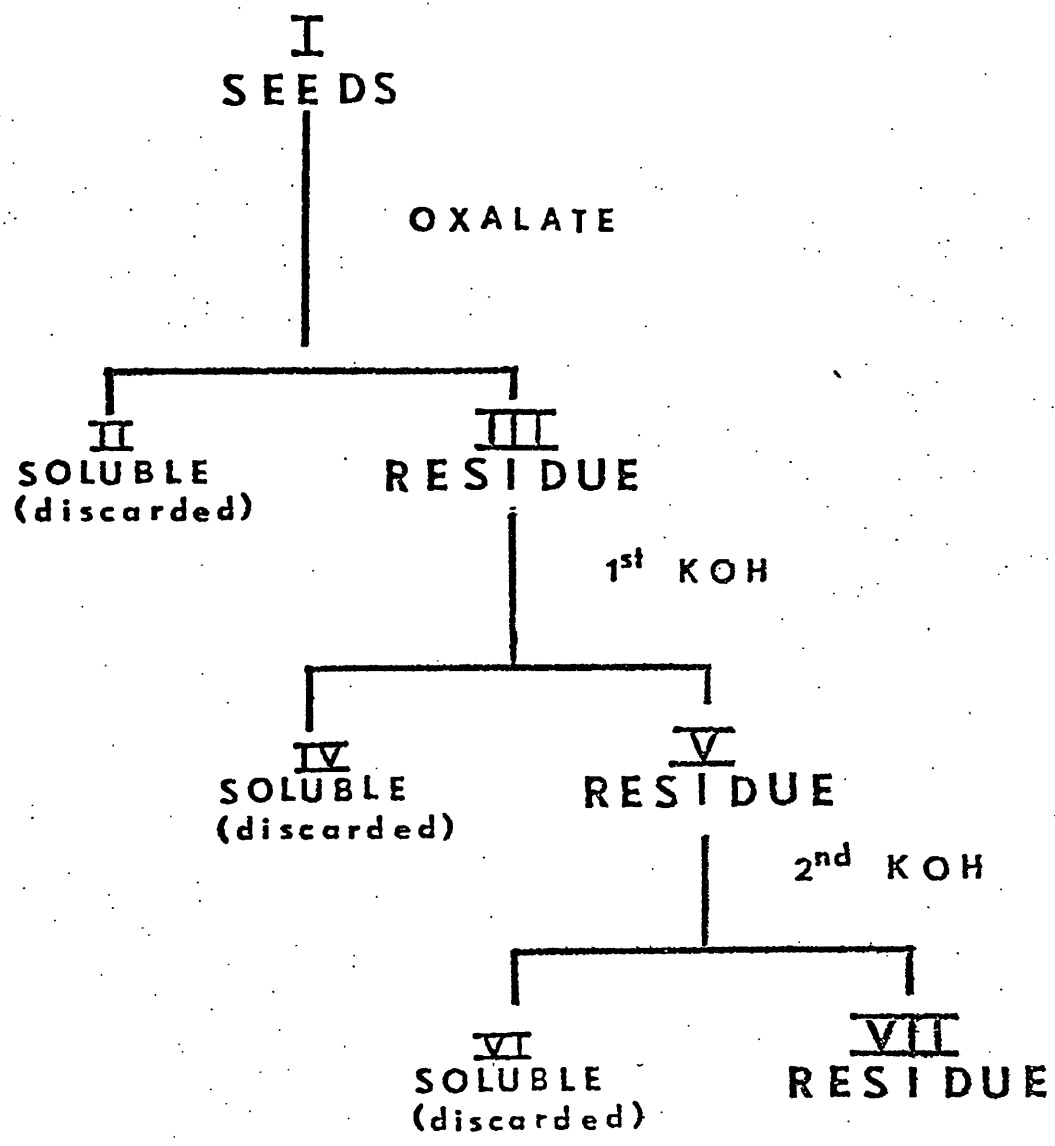 I
SEEDS
OXALATE
II
SOLUBLE
(discarded)
III
RESIDUE
1st KOH
IV
SOLUBLE
(discarded)
V
RESIDUE
2nd KOH
VI
SOLUBLE
(discarded)
VII
RESIDUE